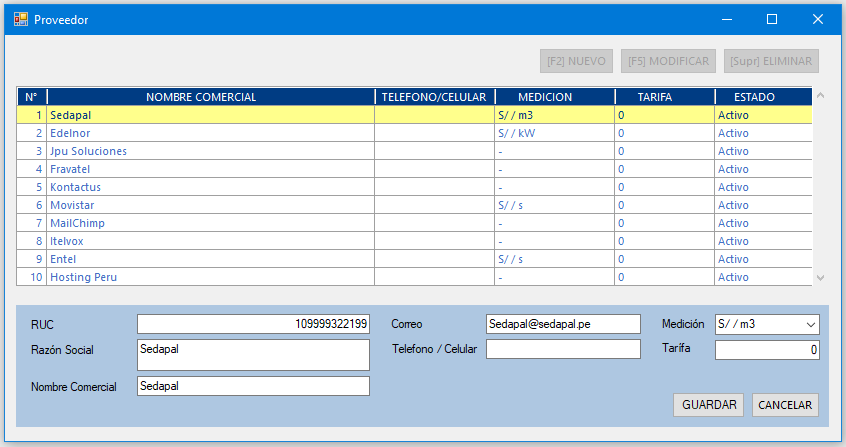 Proveedor
[F2] NUEVO [F5] MODIFICAR [Supr] ELIMINAR
N° NOMBRE COMERCIAL TELEFONO/CELULAR MEDICION TARIFA ESTADO
1 Sedapal S/ / m3 0 Activo
2 Edelnor S/ / kW 0 Activo
3 Jpu Soluciones - 0 Activo
4 Fravatel - 0 Activo
5 Kontactus - 0 Activo
6 Movistar S/ / s 0 Activo
7 MailChimp - 0 Activo
8 Itelvox - 0 Activo
9 Entel S/ / s 0 Activo
10 Hosting Peru - 0 Activo
RUC 109999322199 Correo Sedapal@sedapal.pe Medición S/ / m3
Razón Social Sedapal Telefono / Celular Tarífa 0
Nombre Comercial Sedapal
GUARDAR CANCELAR